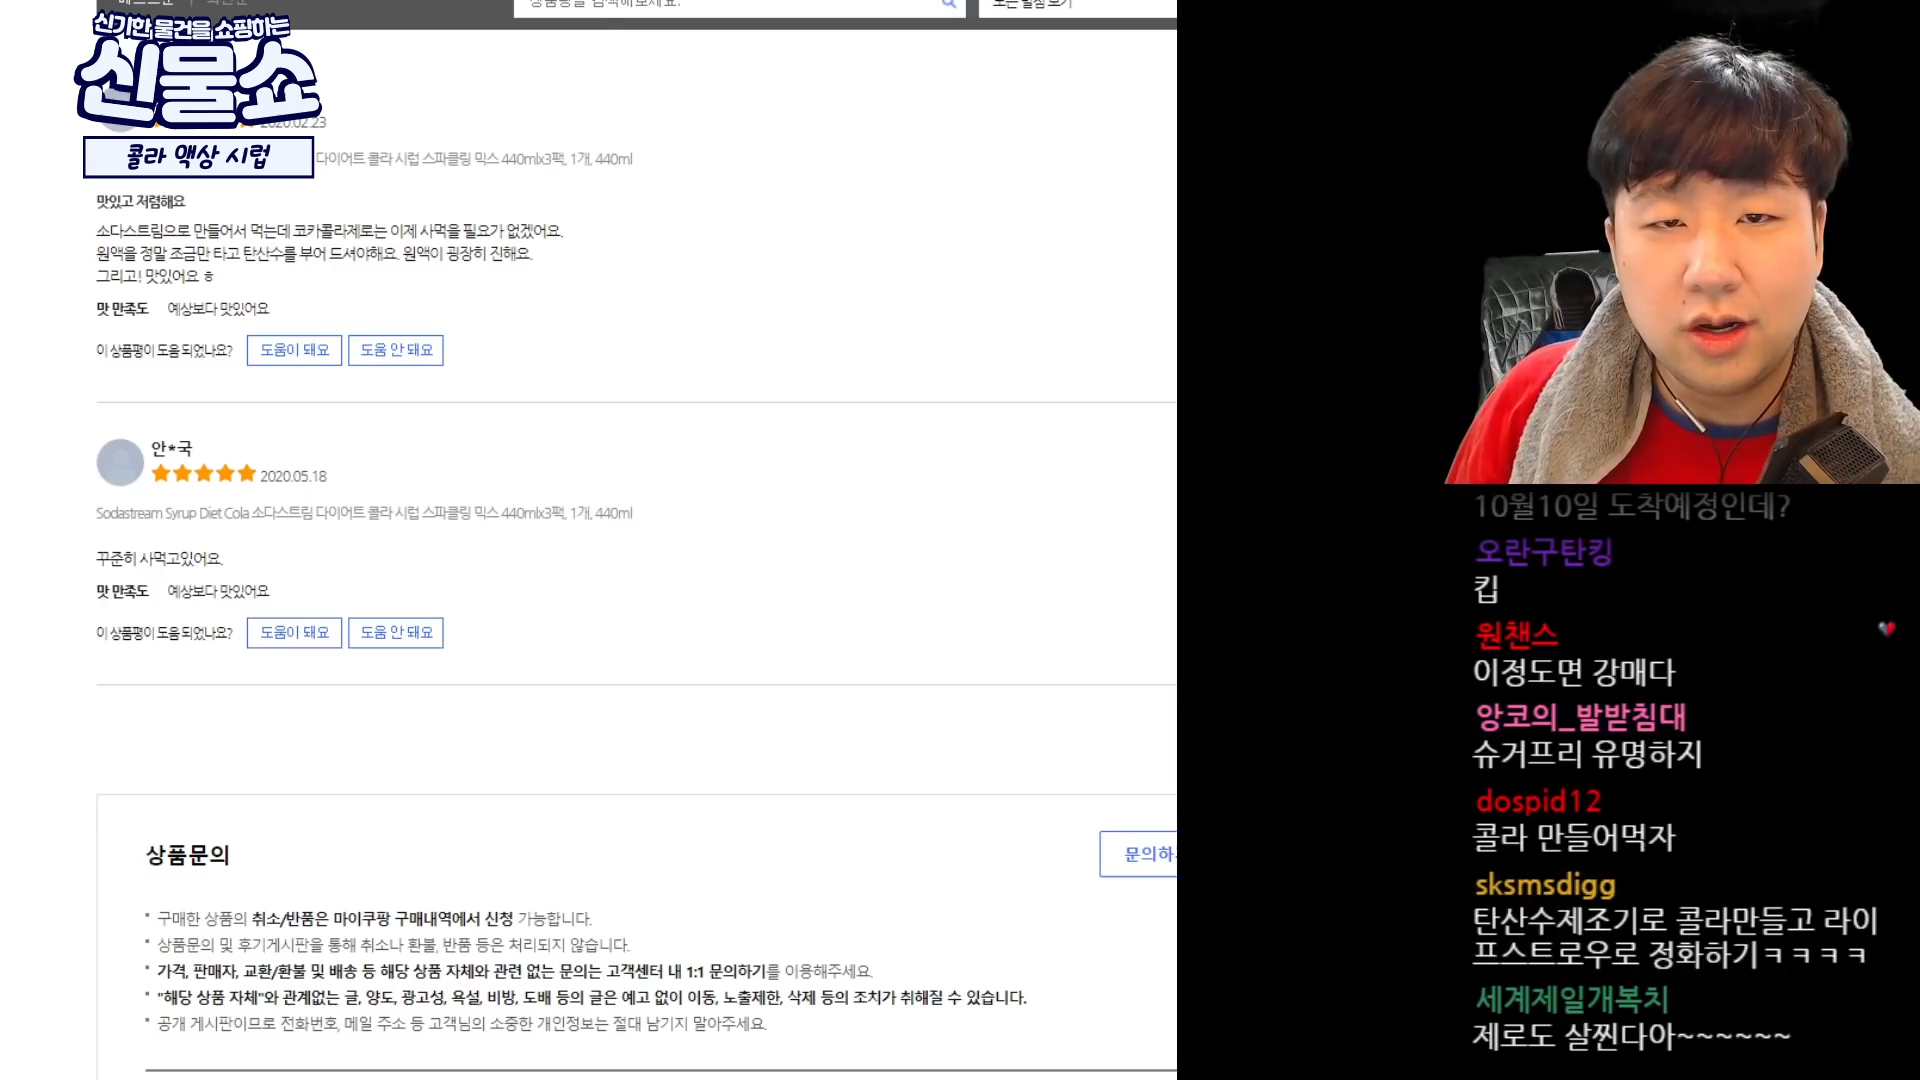 신기한 물건을 쇼핑하는
신물쇼
콜라 액상 시럽
2020.02.23
다이어트 콜라 시럽 스파클링 믹스 440mlx3팩, 1개, 440ml
맛있고 저렴해요
소다스트림으로 만들어서 먹는데 코카콜라제로는 이제 사먹을 필요가 없겠어요.
원액을 정말 조금만 타고 탄산수를 부어 드셔야해요. 원액이 굉장히 진해요.
그리고! 맛있어요 ㅎ
맛 만족도 예상보다 맛있어요
이 상품평이 도움 되었나요? 도움이 돼요 도움 안 돼요
안*국
2020.05.18
Sodastream Syrup Diet Cola 소다스트림 다이어트 콜라 시럽 스파클링 믹스 440mlx3팩, 1개, 440ml
꾸준히 사먹고있어요.
맛 만족도 예상보다 맛있어요
이 상품평이 도움 되었나요? 도움이 돼요 도움 안 돼요
상품문의
문의하
구매한 상품의 취소/반품은 마이쿠팡 구매내역에서 신청 가능합니다.
상품문의 및 후기게시판을 통해 취소나 환불, 반품 등은 처리되지 않습니다.
가격, 판매자, 교환/환불 및 배송 등 해당 상품 자체와 관련 없는 문의는 고객센터 내 1:1 문의하기를 이용해주세요.
"해당 상품 자체"와 관계없는 글, 양도, 광고성, 욕설, 비방, 도배 등의 글은 예고 없이 이동, 노출제한, 삭제 등의 조치가 취해질 수 있습니다.
공개 게시판이므로 전화번호, 메일 주소 등 고객님의 소중한 개인정보는 절대 남기지 말아주세요.
10월10일 도착예정인데?
오란구탄킹
킵
원챈스
이정도면 강매다
앙코의_발받침대
슈거프리 유명하지
dospid12
콜라 만들어먹자
sksmsdigg
탄산수제조기로 콜라만들고 라이
프스트로우로 정화하기ㅋㅋㅋㅋ
세계제일개복치
제로도 살찐다아~~~~~~